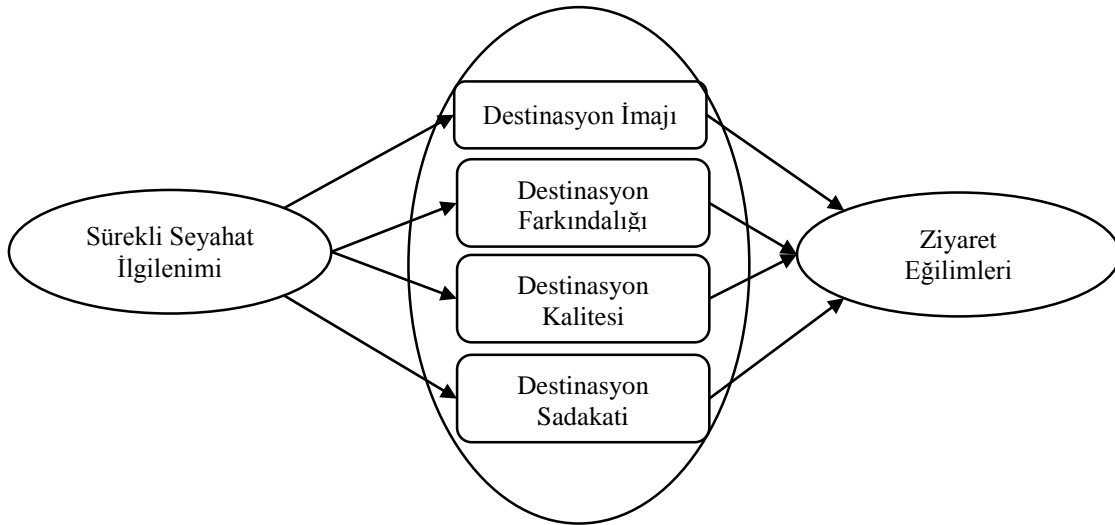 Destinasyon İmajı
Destinasyon
Farkındalığı
Sürekli Seyahat
İlgilenimi
Destinasyon
Kalitesi
Ziyaret
Eğilimleri
Destinasyon
Sadakati